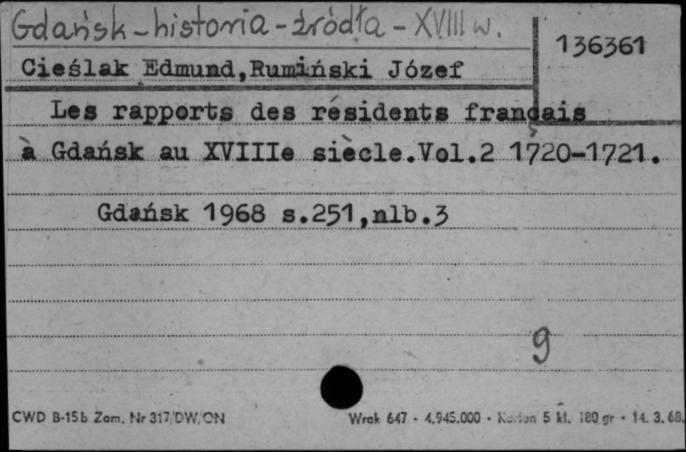 Gdańsk - historia - źródła - XVIII w.
136361
Cieślak Edmund,Rumiński Józef
Les rapports des résidents français
à Gdańsk au XVIIIe siècle.Vol.2 1720-1721.
Gdańsk 1968 s.251,nlb.3
9
CWD B-15b Zam. Nr 317/DW/ON
Wrak 647 - 4.945.000 - Karton 5 kl. 180 gr - 14. 3. 68.